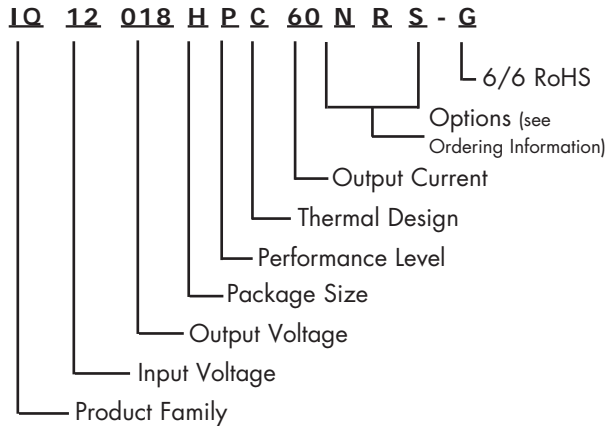 IQ 12 018 H P C 60 N R S - G
6/6 RoHS
Options (see
Ordering Information)
Output Current
Thermal Design
Performance Level
Package Size
Output Voltage
Input Voltage
Product Family